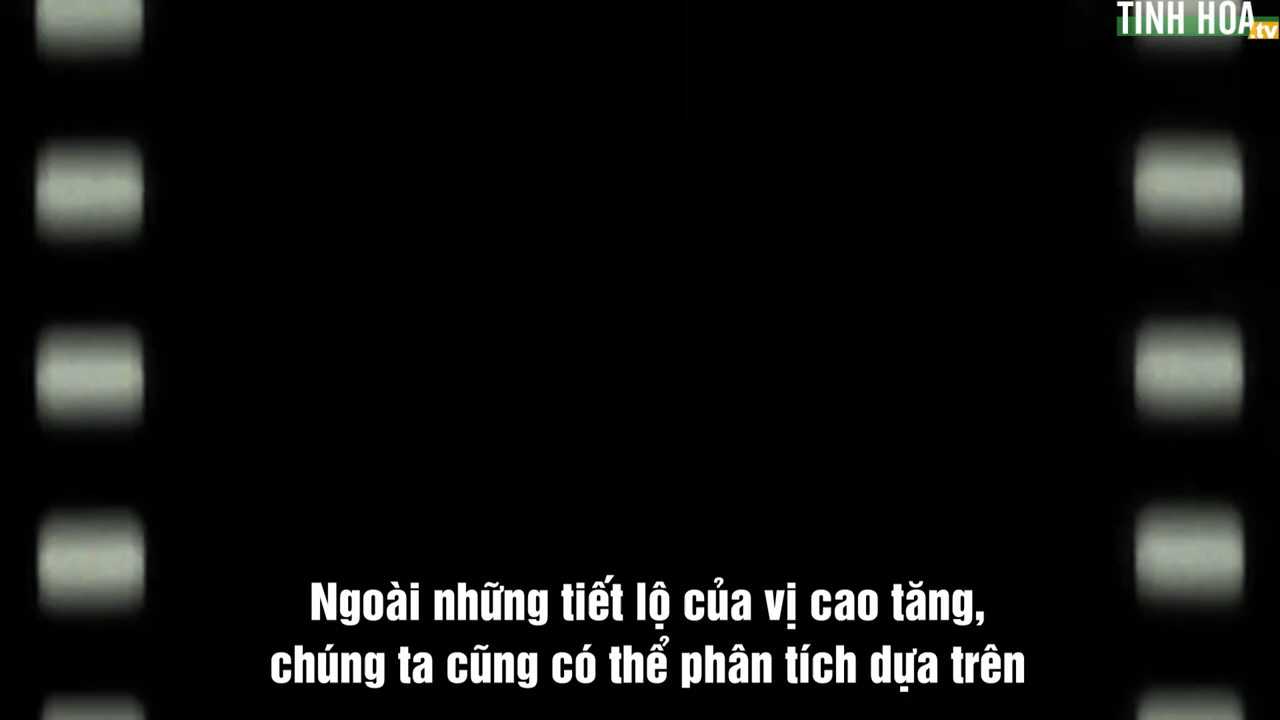 TINH HOA
.tv
Ngoài những tiết lộ của vị cao tăng,
chúng ta cũng có thể phân tích dựa trên